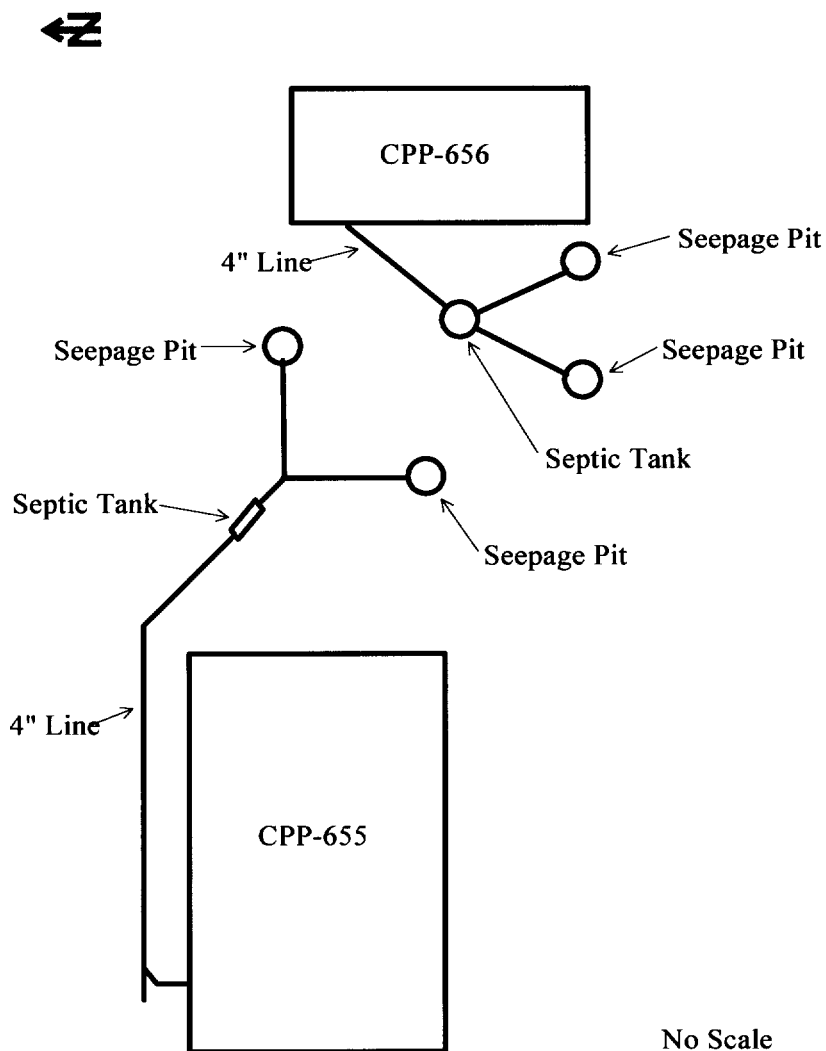 N
CPP-656
Seepage Pit
4" Line
Seepage Pit
Seepage Pit
Septic Tank
Septic Tank
Seepage Pit
4" Line
CPP-655
No Scale